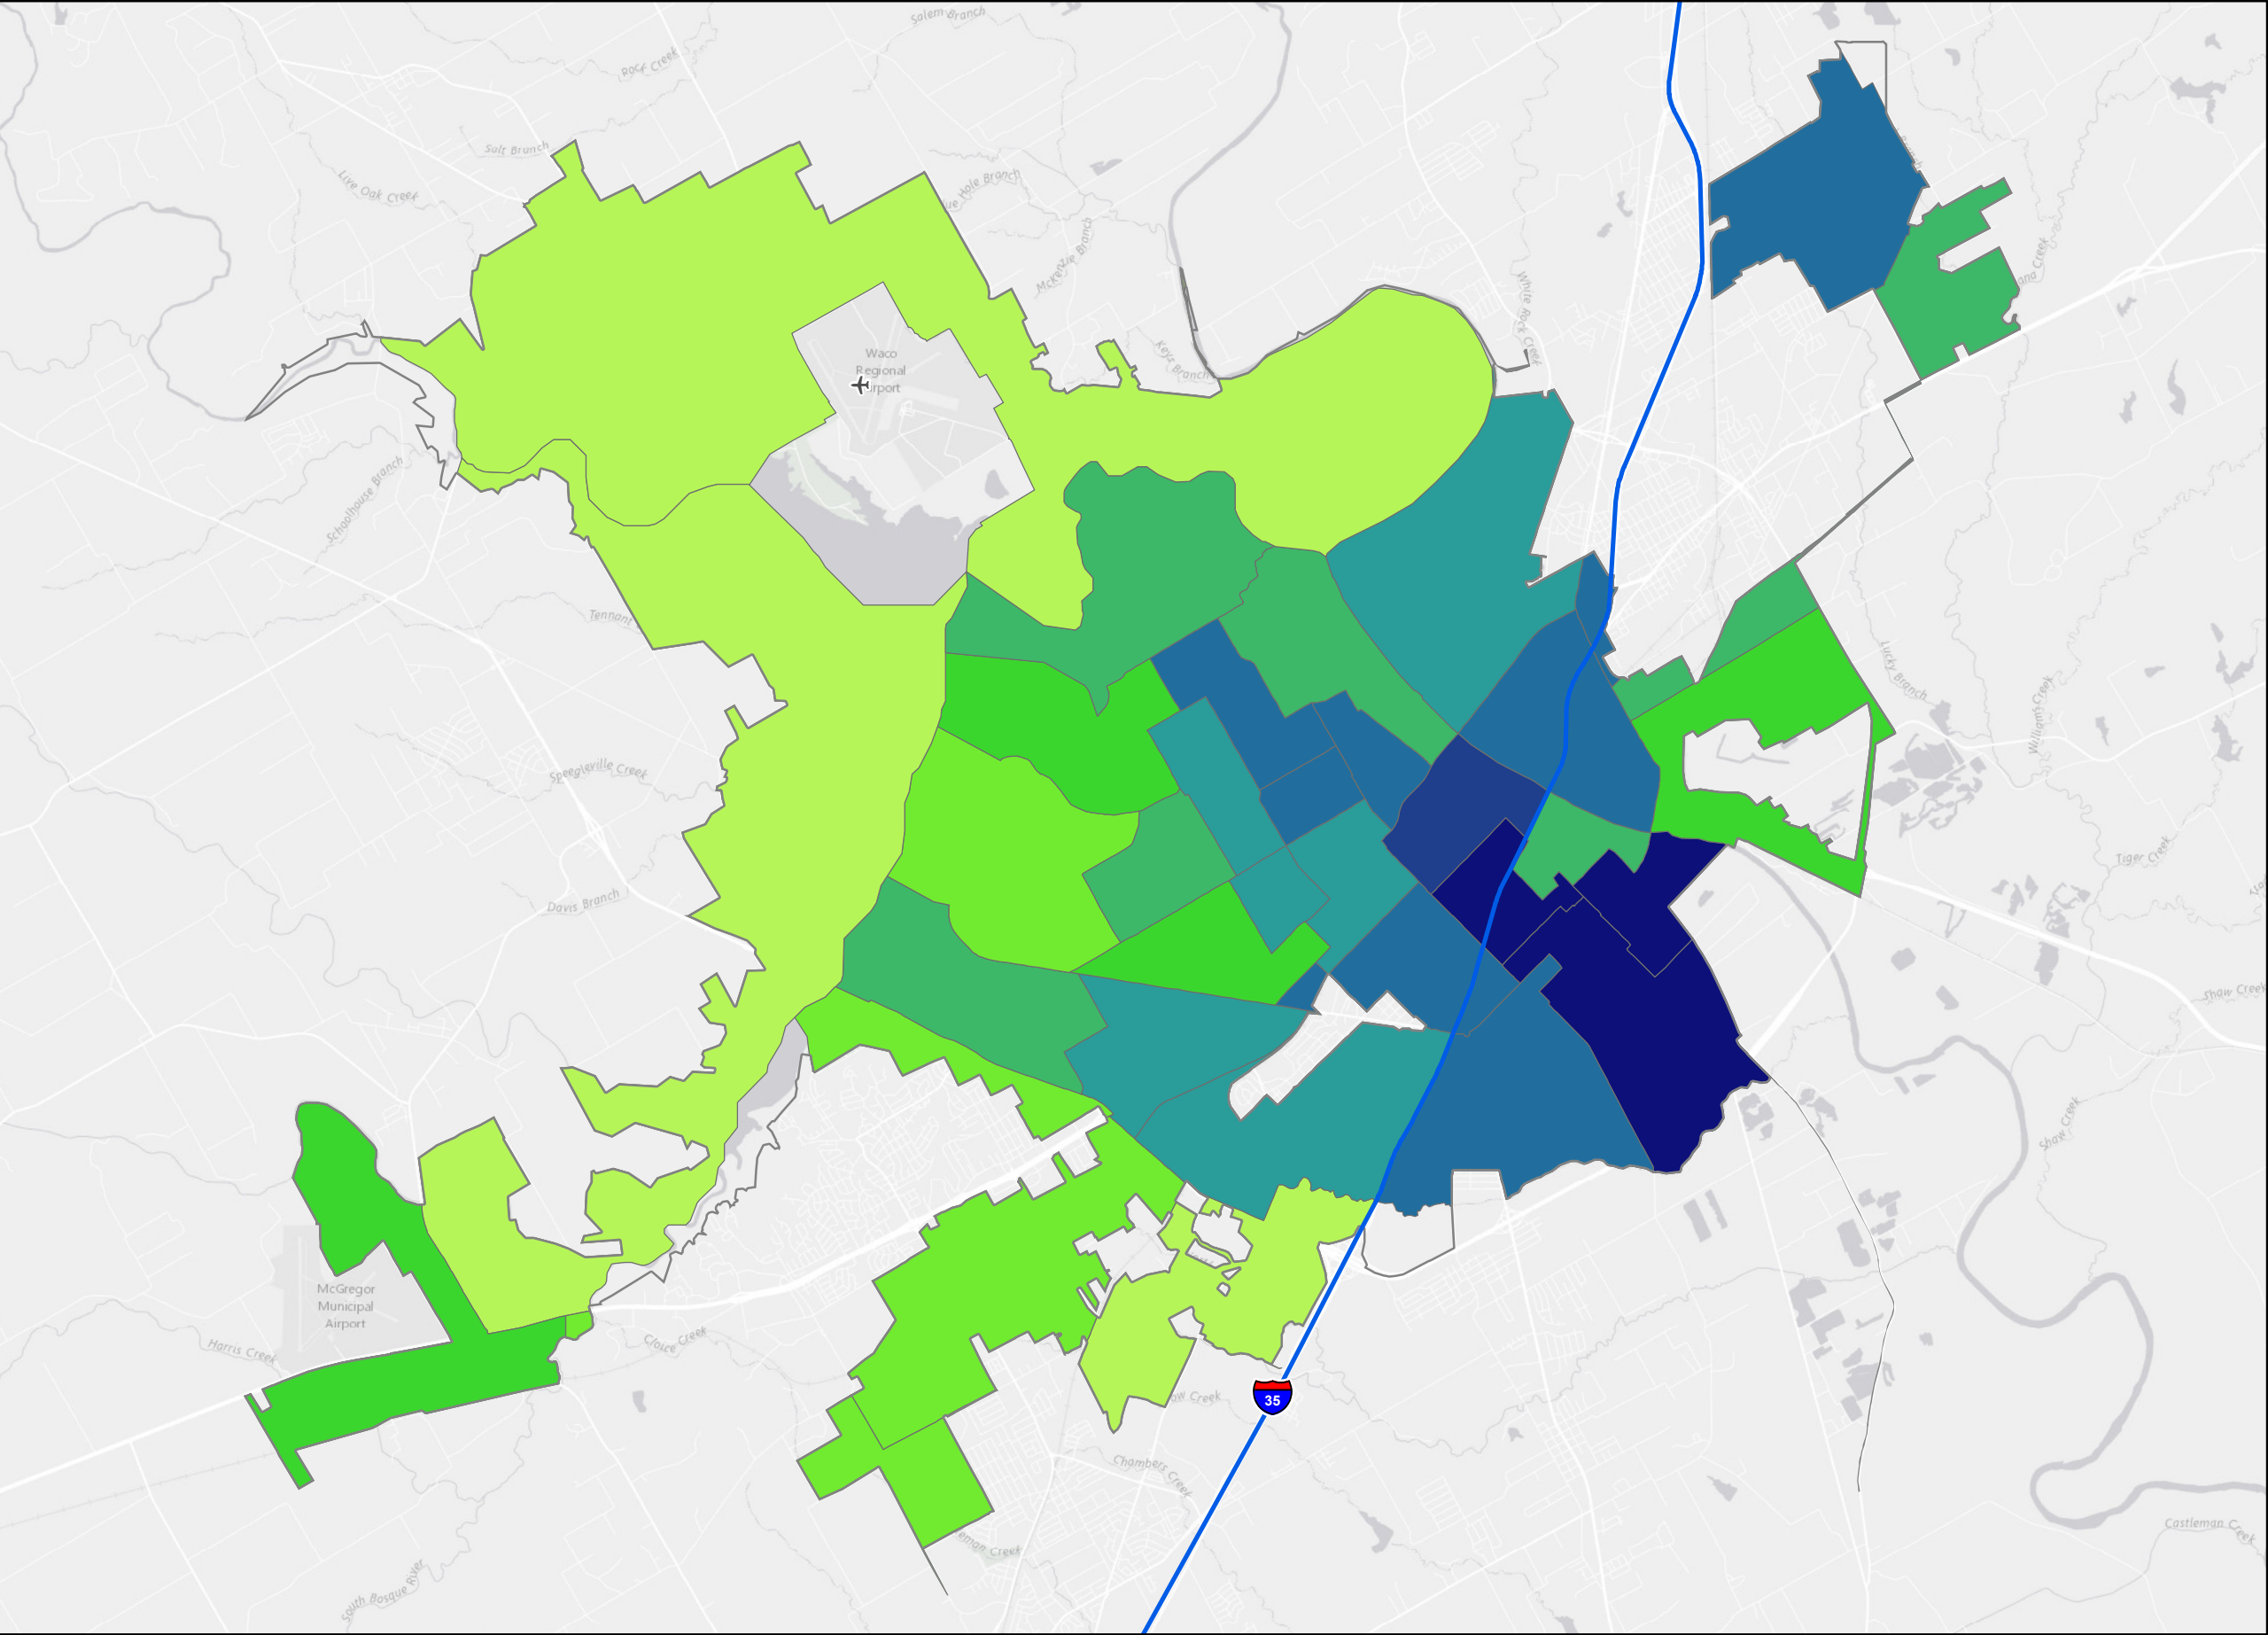 Salem Branch
Rock Creek
Salt Branch
Live Oak Creek
Hole Branch
McKenzie Branch
Keys Branch
White Rock Creek
Waco
Regional
Airport
Schoolhouse Branch
Tennant
Lucky Branch
Williams Creek
Speegleville Creek
Tiger Creek
Davis Branch
Shaw Creek
Shaw Creek
McGregor
Municipal
Airport
Harris Creek
Cloice Creek
35
Chambers Creek
Castleman Creek
South Bosque River